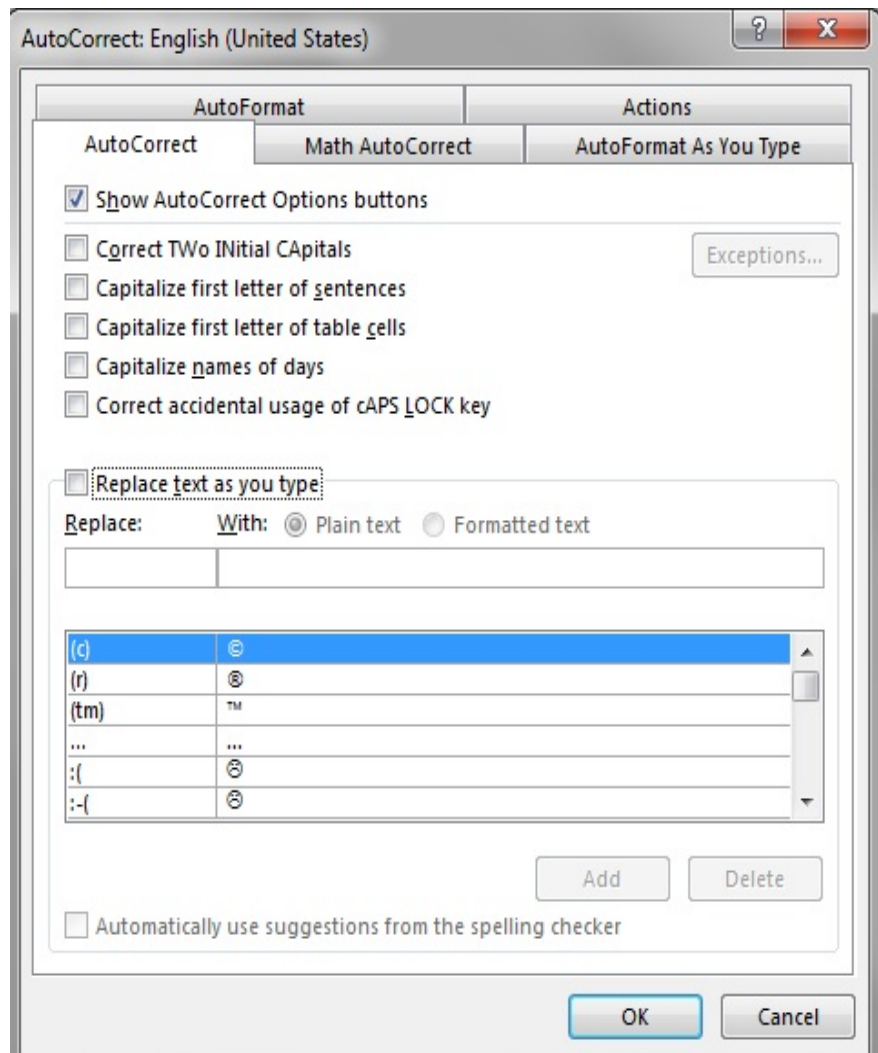 AutoCorrect: English (United States)
? X
AutoFormat Actions
AutoCorrect Math AutoCorrect AutoFormat As You Type
Show AutoCorrect Options buttons
Correct TWo INitial CApitals Exceptions...
Capitalize first letter of sentences
Capitalize first letter of table cells
Capitalize names of days
Correct accidental usage of cAPS LOCK key
Replace text as you type
Replace: With: Plain text Formatted text
(c) ©
(r) ®
(tm) ™
... ...
:( ☹
:-( ☹
Add Delete
Automatically use suggestions from the spelling checker
OK Cancel